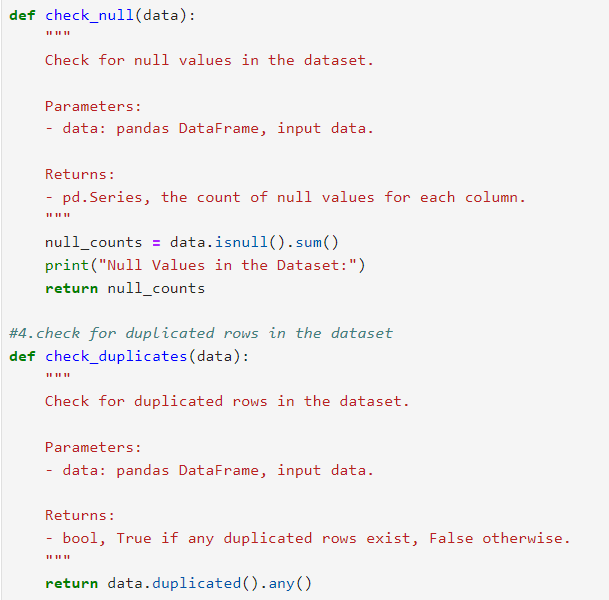 def check_null(data):
    """
    Check for null values in the dataset.

    Parameters:
    - data: pandas DataFrame, input data.

    Returns:
    - pd.Series, the count of null values for each column.
    """
    null_counts = data.isnull().sum()
    print("Null Values in the Dataset:")
    return null_counts

#4.check for duplicated rows in the dataset
def check_duplicates(data):
    """
    Check for duplicated rows in the dataset.

    Parameters:
    - data: pandas DataFrame, input data.

    Returns:
    - bool, True if any duplicated rows exist, False otherwise.
    """
    return data.duplicated().any()